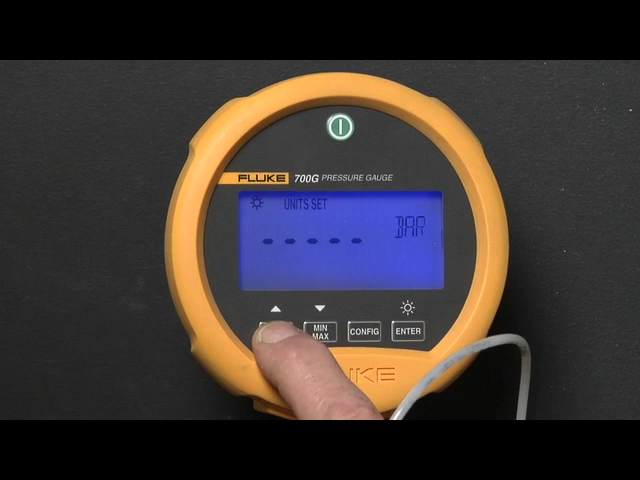 FLUKE 700G PRESSURE GAUGE
UNITS SET
BAR
- - - - -
MIN
MAX
CONFIG
ENTER